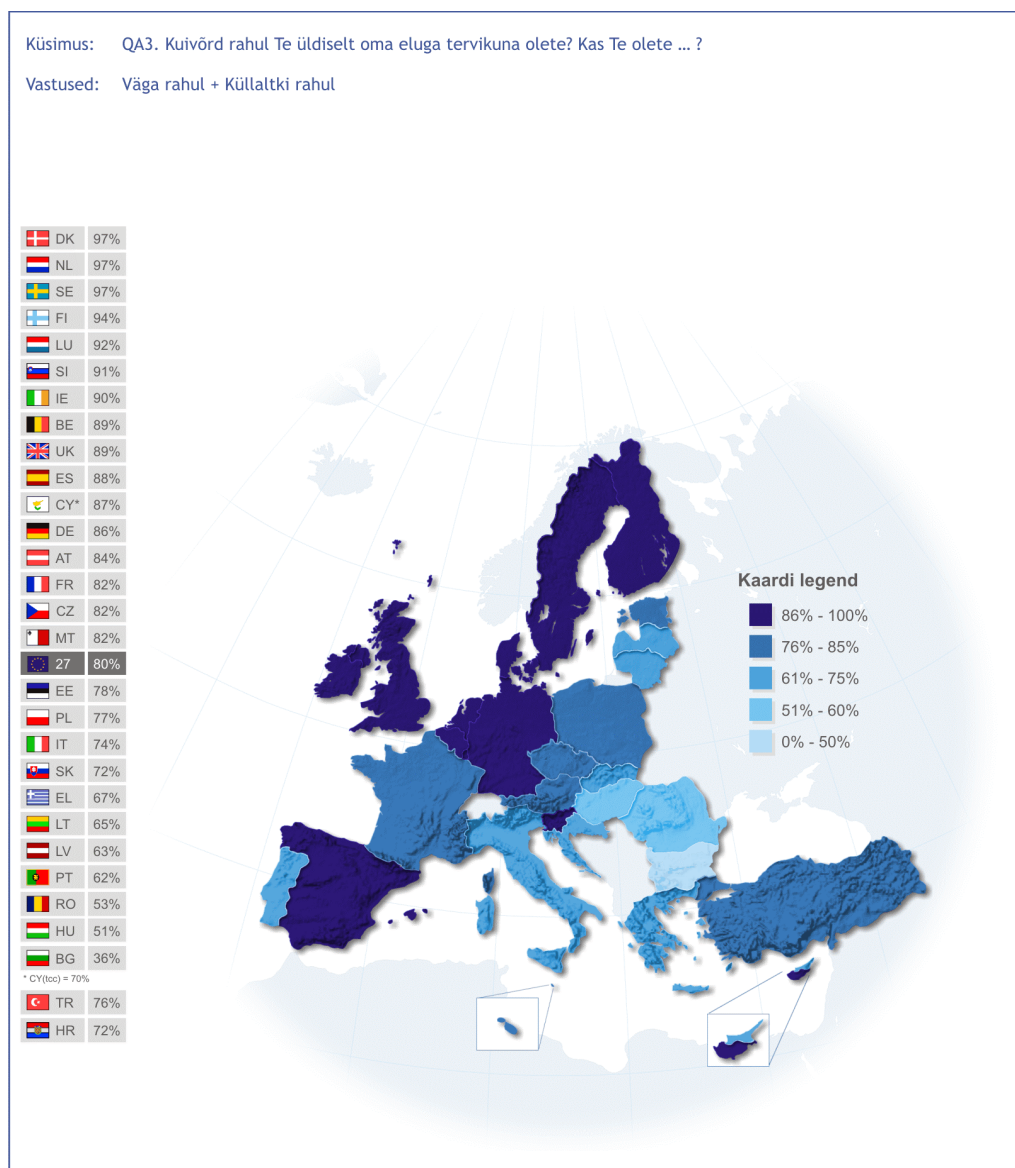 Küsimus: QA3. Kuivõrd rahul Te üldiselt oma eluga tervikuna olete? Kas Te olete ... ?
Vastused: Väga rahul + Küllaltki rahul
DK 97%
NL 97%
SE 97%
FI 94%
LU 92%
SI 91%
IE 90%
BE 89%
UK 89%
ES 88%
CY* 87%
DE 86%
AT 84%
FR 82%
CZ 82%
MT 82%
27 80%
EE 78%
PL 77%
IT 74%
SK 72%
EL 67%
LT 65%
LV 63%
PT 62%
RO 53%
HU 51%
BG 36%
* CY(tcc) = 70%
TR 76%
HR 72%
Kaardi legend
86% - 100%
76% - 85%
61% - 75%
51% - 60%
0% - 50%